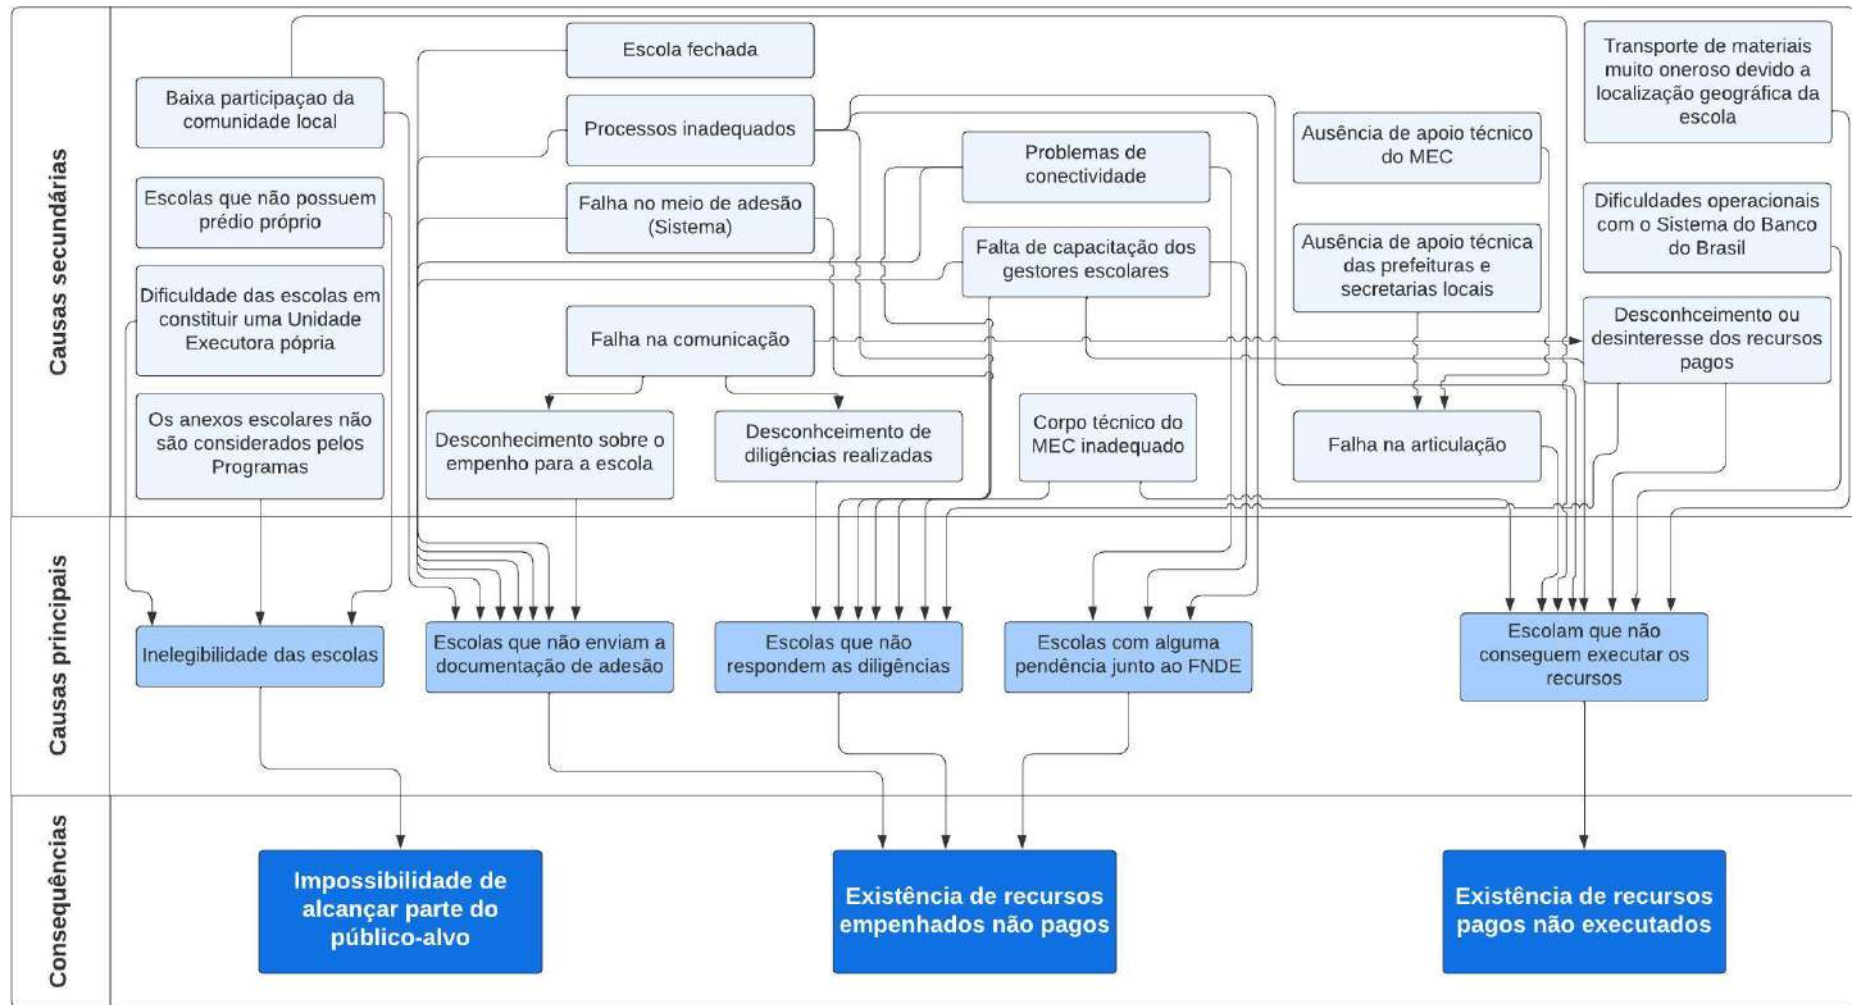 Causas secundárias
Baixa participaçao da
comunidade local
Escolas que não possuem
prédio próprio
Dificuldade das escolas em
constituir uma Unidade
Executora pópria
Os anexos escolares não
são considerados pelos
Programas
Escola fechada
Processos inadequados
Falha no meio de adesão
(Sistema)
Falha na comunicação
Desconhecimento sobre o
empenho para a escola
Desconhceimento de
diligências realizadas
Problemas de
conectividade
Falta de capacitação dos
gestores escolares
Corpo técnico do
MEC inadequado
Ausência de apoio técnico
do MEC
Ausência de apoio técnica
das prefeituras e
secretarias locais
Falha na articulação
Transporte de materiais
muito oneroso devido a
localização geográfica da
escola
Dificuldades operacionais
com o Sistema do Banco
do Brasil
Desconhceimento ou
desinteresse dos recursos
pagos
Causas principais
Inelegibilidade das escolas
Escolas que não enviam a
documentação de adesão
Escolas que não
respondem as diligências
Escolas com alguma
pendência junto ao FNDE
Escolam que não
conseguem executar os
recursos
Consequências
Impossibilidade de
alcançar parte do
público-alvo
Existência de recursos
empenhados não pagos
Existência de recursos
pagos não executados